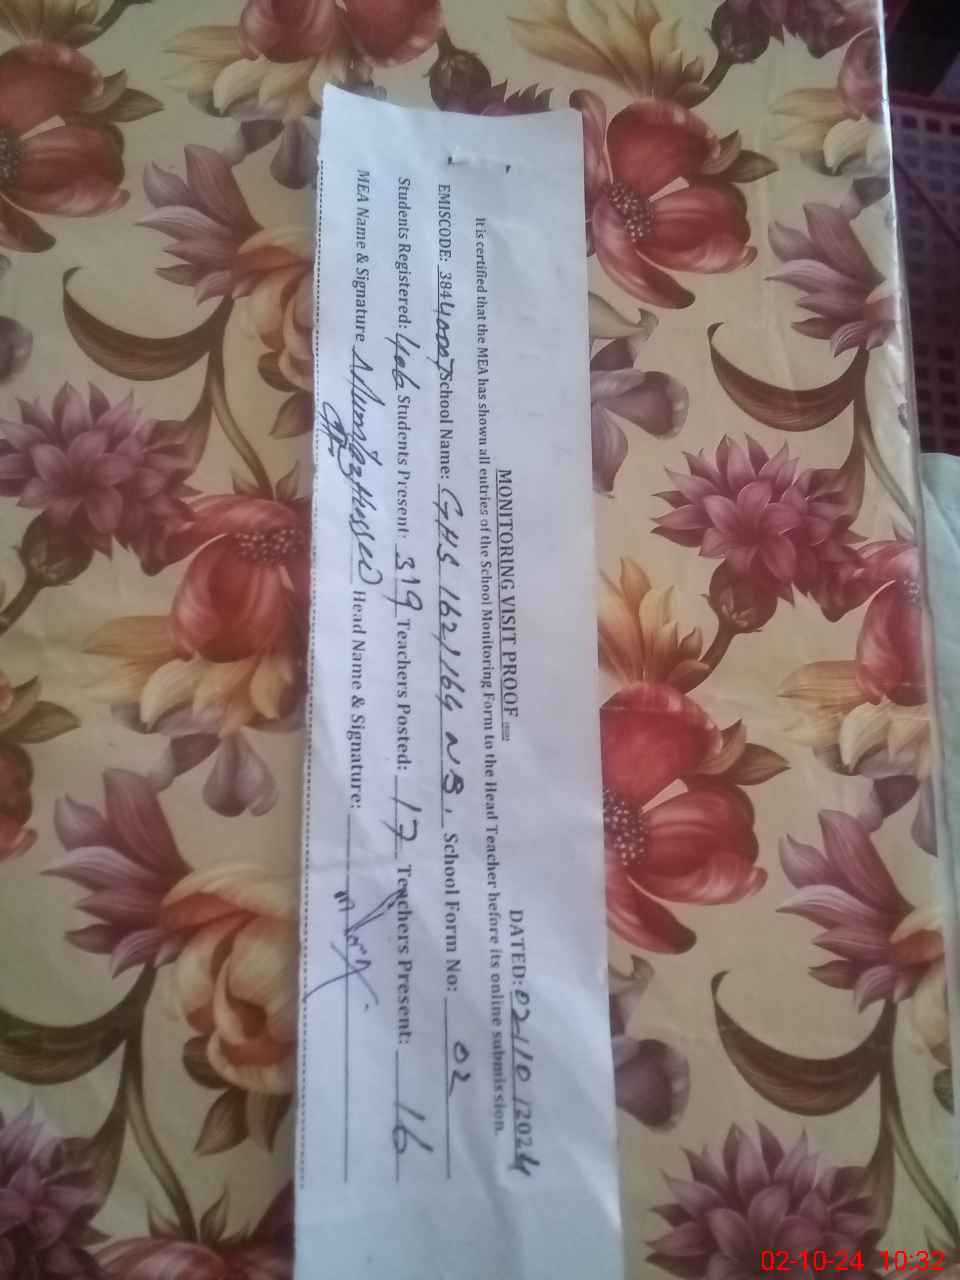 MONITORING VISIT PROOF DATED: 02/10/2024
It is certified that the MEA has shown all entries of the School Monitoring Form to the Head Teacher before its online submission.
EMISCODE: 38440007 School Name: GHS 162/164 NB. School Form No: 02
Students Registered: 406 Students Present: 319 Teachers Posted: 17 Teachers Present: 16
MEA Name & Signature Mumtaz Hussain Head Name & Signature:
02-10-24 10:32